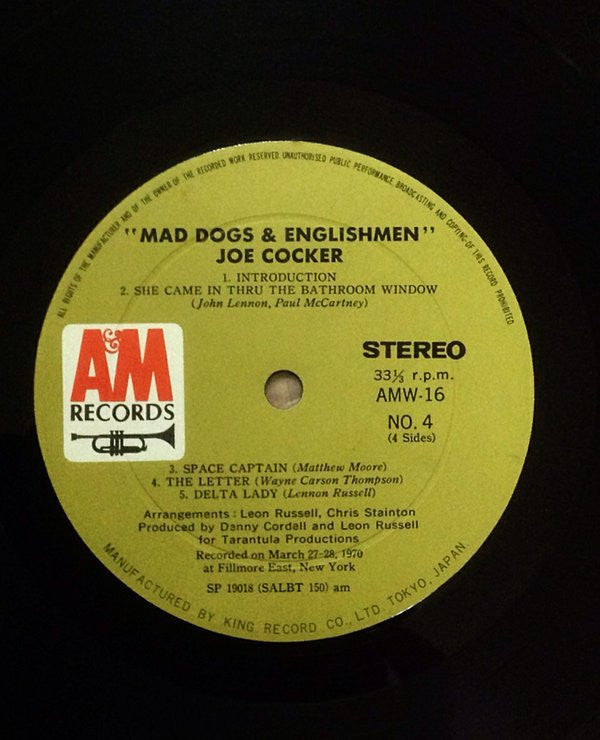 ALL RIGHTS OF THE MANUFACTURER AND OF THE OWNER OF THE RECORDED WORK RESERVED UNAUTHORISED PUBLIC PERFORMANCE, BROADCASTING AND COPYING OF THIS RECORD PROHIBITED
"MAD DOGS & ENGLISHMEN"
JOE COCKER
1. INTRODUCTION
2. SHE CAME IN THRU THE BATHROOM WINDOW
(John Lennon, Paul McCartney)
A&M
RECORDS
STEREO
33⅓ r.p.m.
AMW-16
NO. 4
(4 Sides)
3. SPACE CAPTAIN (Matthew Moore)
4. THE LETTER (Wayne Carson Thompson)
5. DELTA LADY (Lennon Russell)
Arrangements : Leon Russell, Chris Stainton
Produced by Danny Cordell and Leon Russell
for Tarantula Productions
Recorded on March 27-28, 1970
at Fillmore East, New York
SP 19018 (SALBT 150) am
MANUFACTURED BY KING RECORD CO., LTD. TOKYO, JAPAN